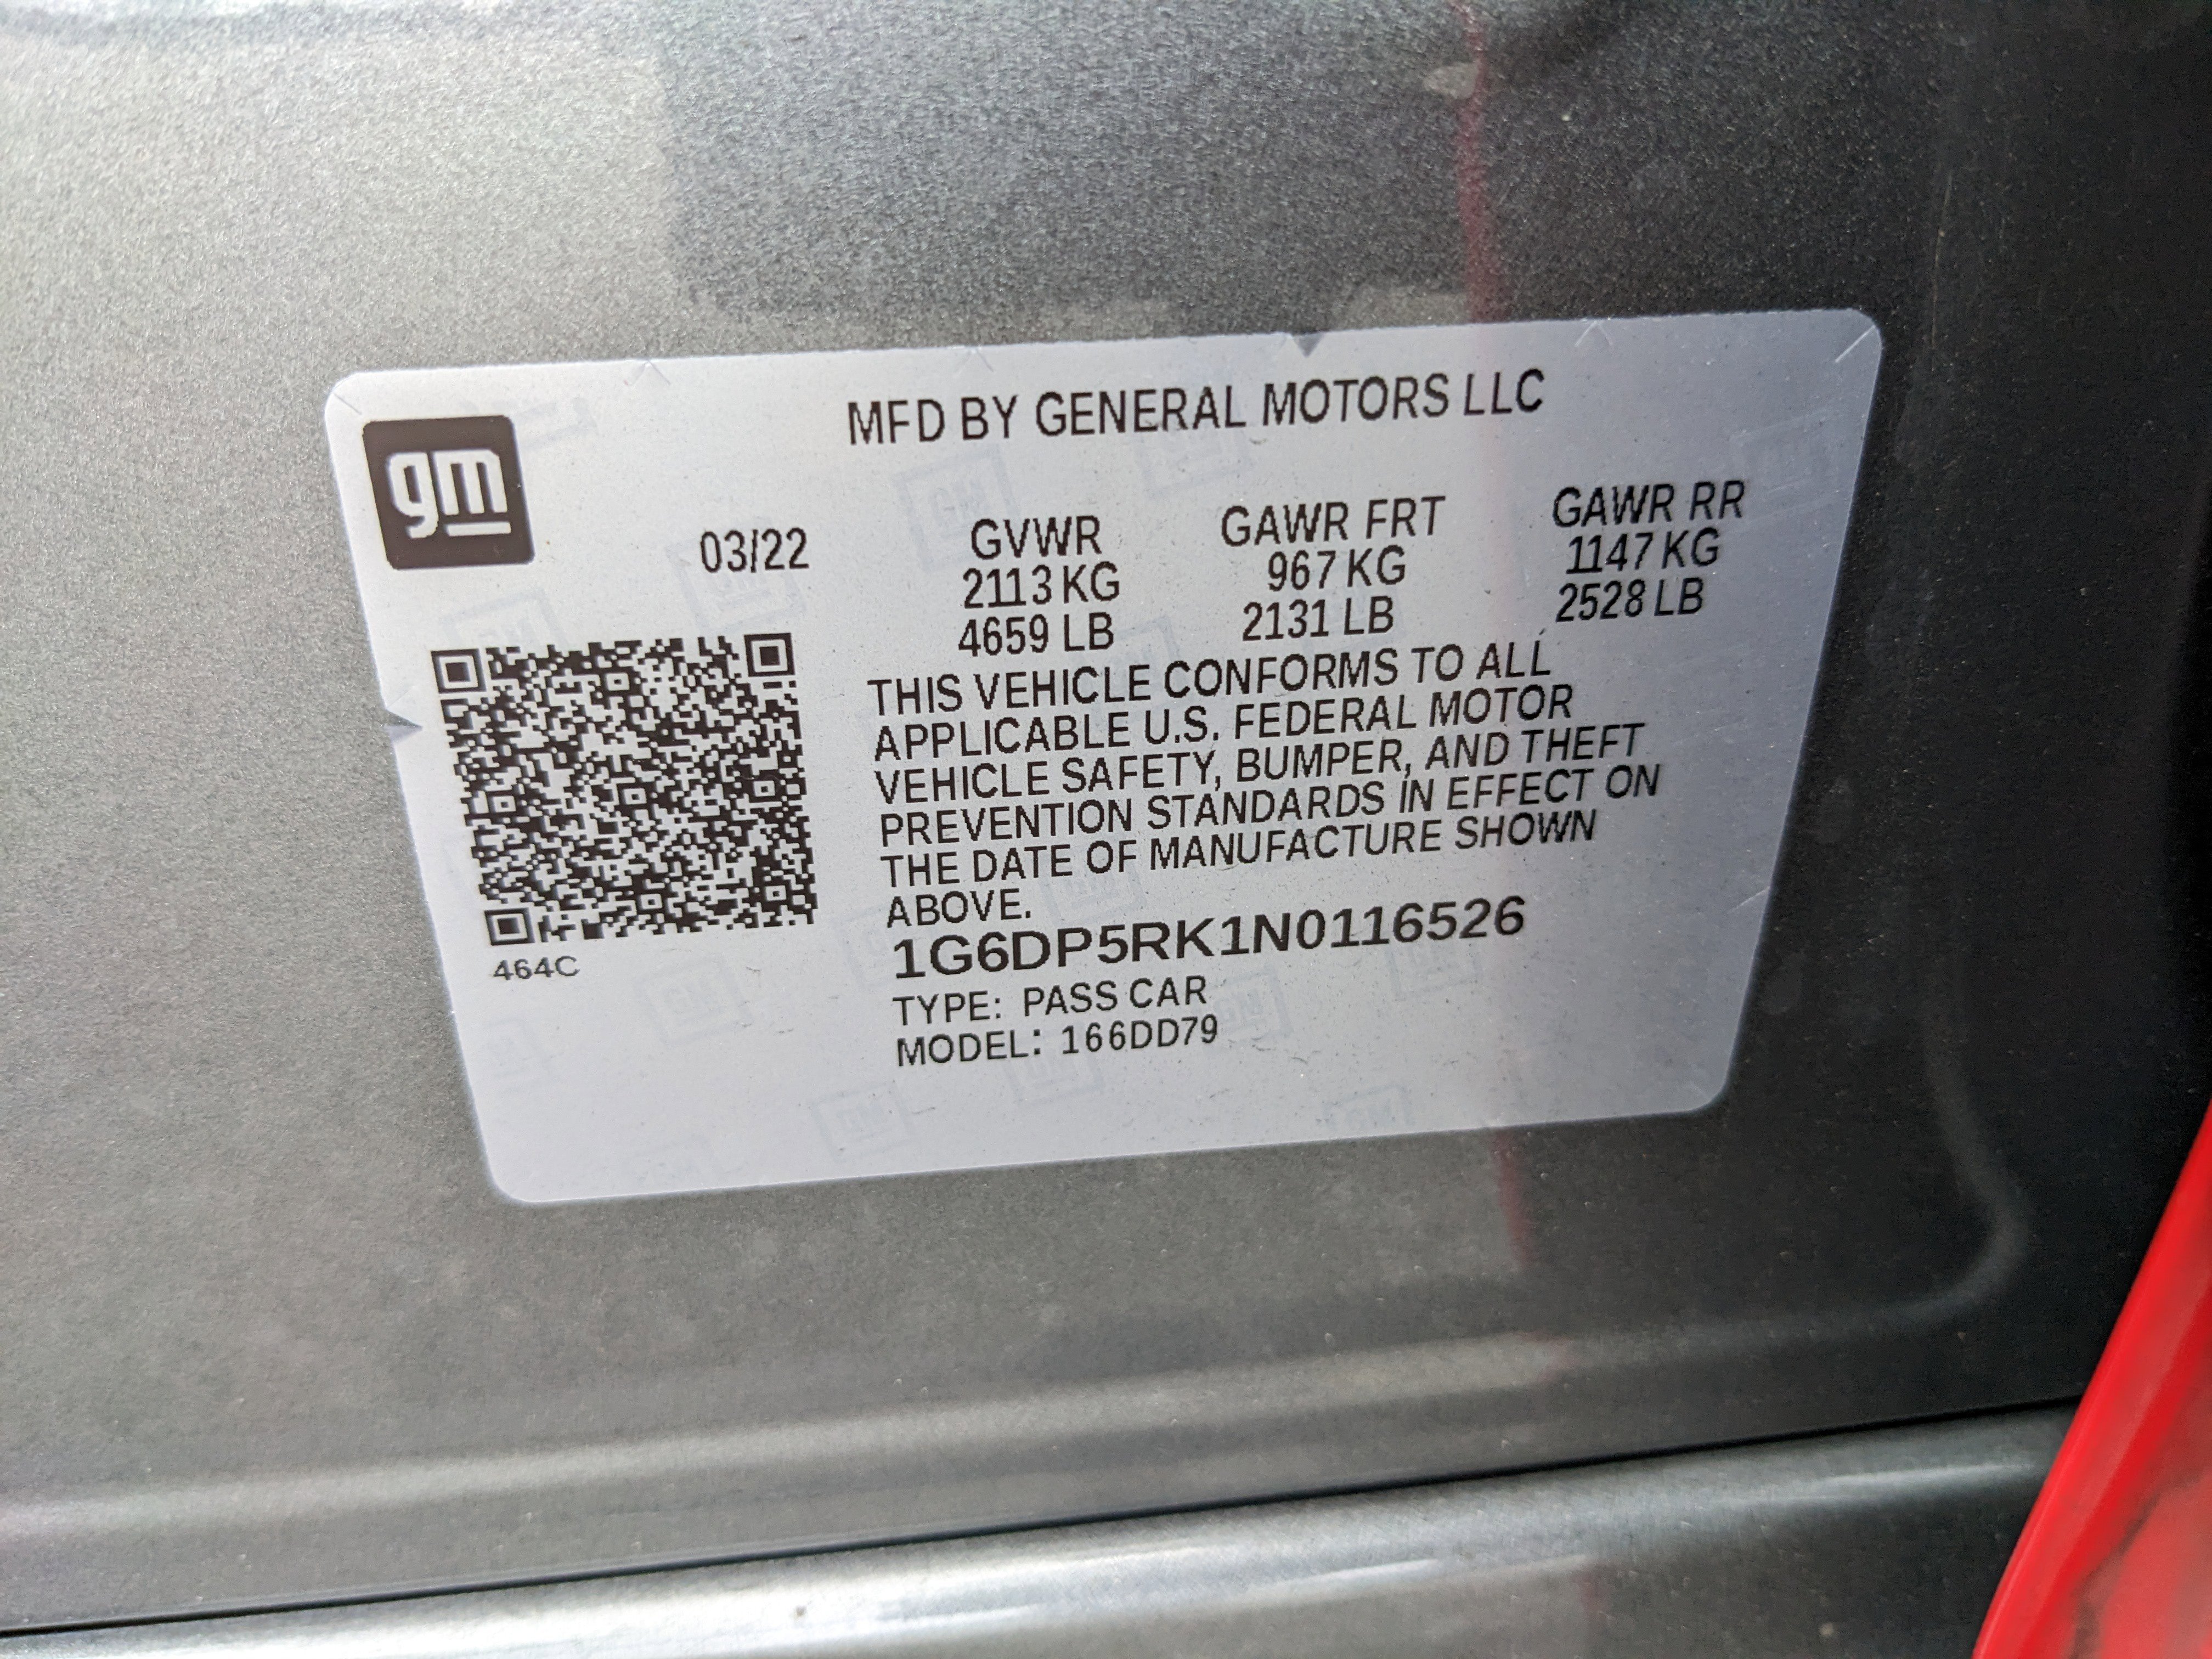 MFD BY GENERAL MOTORS LLC
gm
03/22 GVWR GAWR FRT GAWR RR
2113 KG 967 KG 1147 KG
4659 LB 2131 LB 2528 LB
THIS VEHICLE CONFORMS TO ALL
APPLICABLE U.S. FEDERAL MOTOR
VEHICLE SAFETY, BUMPER, AND THEFT
PREVENTION STANDARDS IN EFFECT ON
THE DATE OF MANUFACTURE SHOWN
ABOVE.
1G6DP5RK1N0116526
464C
TYPE: PASS CAR
MODEL: 166DD79